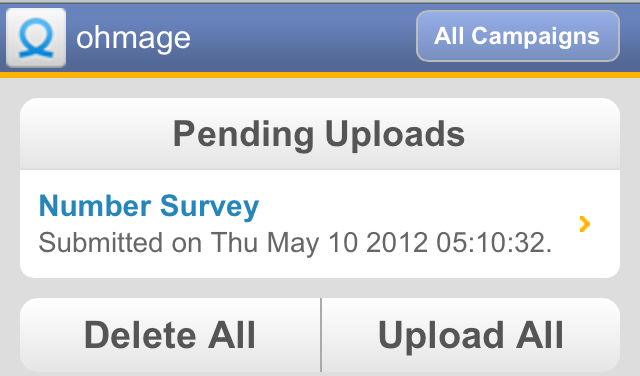 ohmage
All Campaigns
Pending Uploads
Number Survey
Submitted on Thu May 10 2012 05:10:32.
Delete All
Upload All